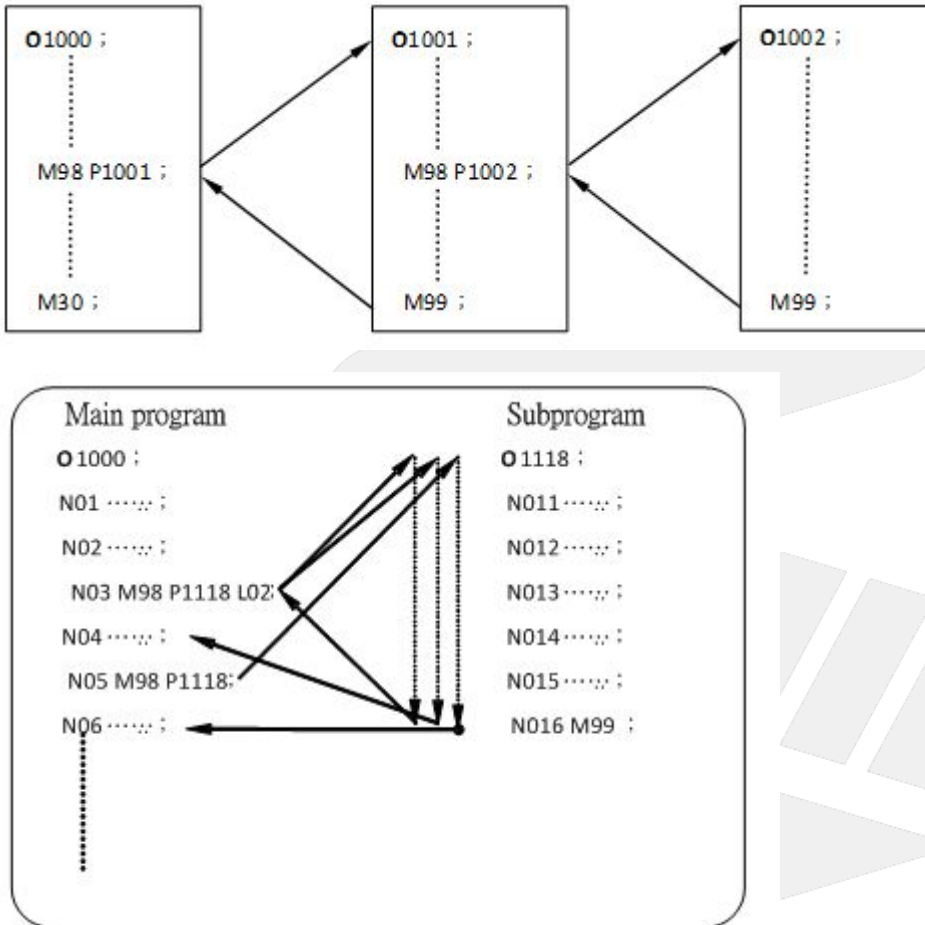 O1000 ;
M98 P1001 ;
M30 ;
O1001 ;
M98 P1002 ;
M99 ;
O1002 ;
M99 ;
Main program
O1000 ;
N01 ······ ;
N02 ······ ;
N03 M98 P1118 L02;
N04 ······ ;
N05 M98 P1118;
N06 ······ ;
Subprogram
O1118 ;
N011 ······ ;
N012 ······ ;
N013 ······ ;
N014 ······ ;
N015 ······ ;
N016 M99 ;